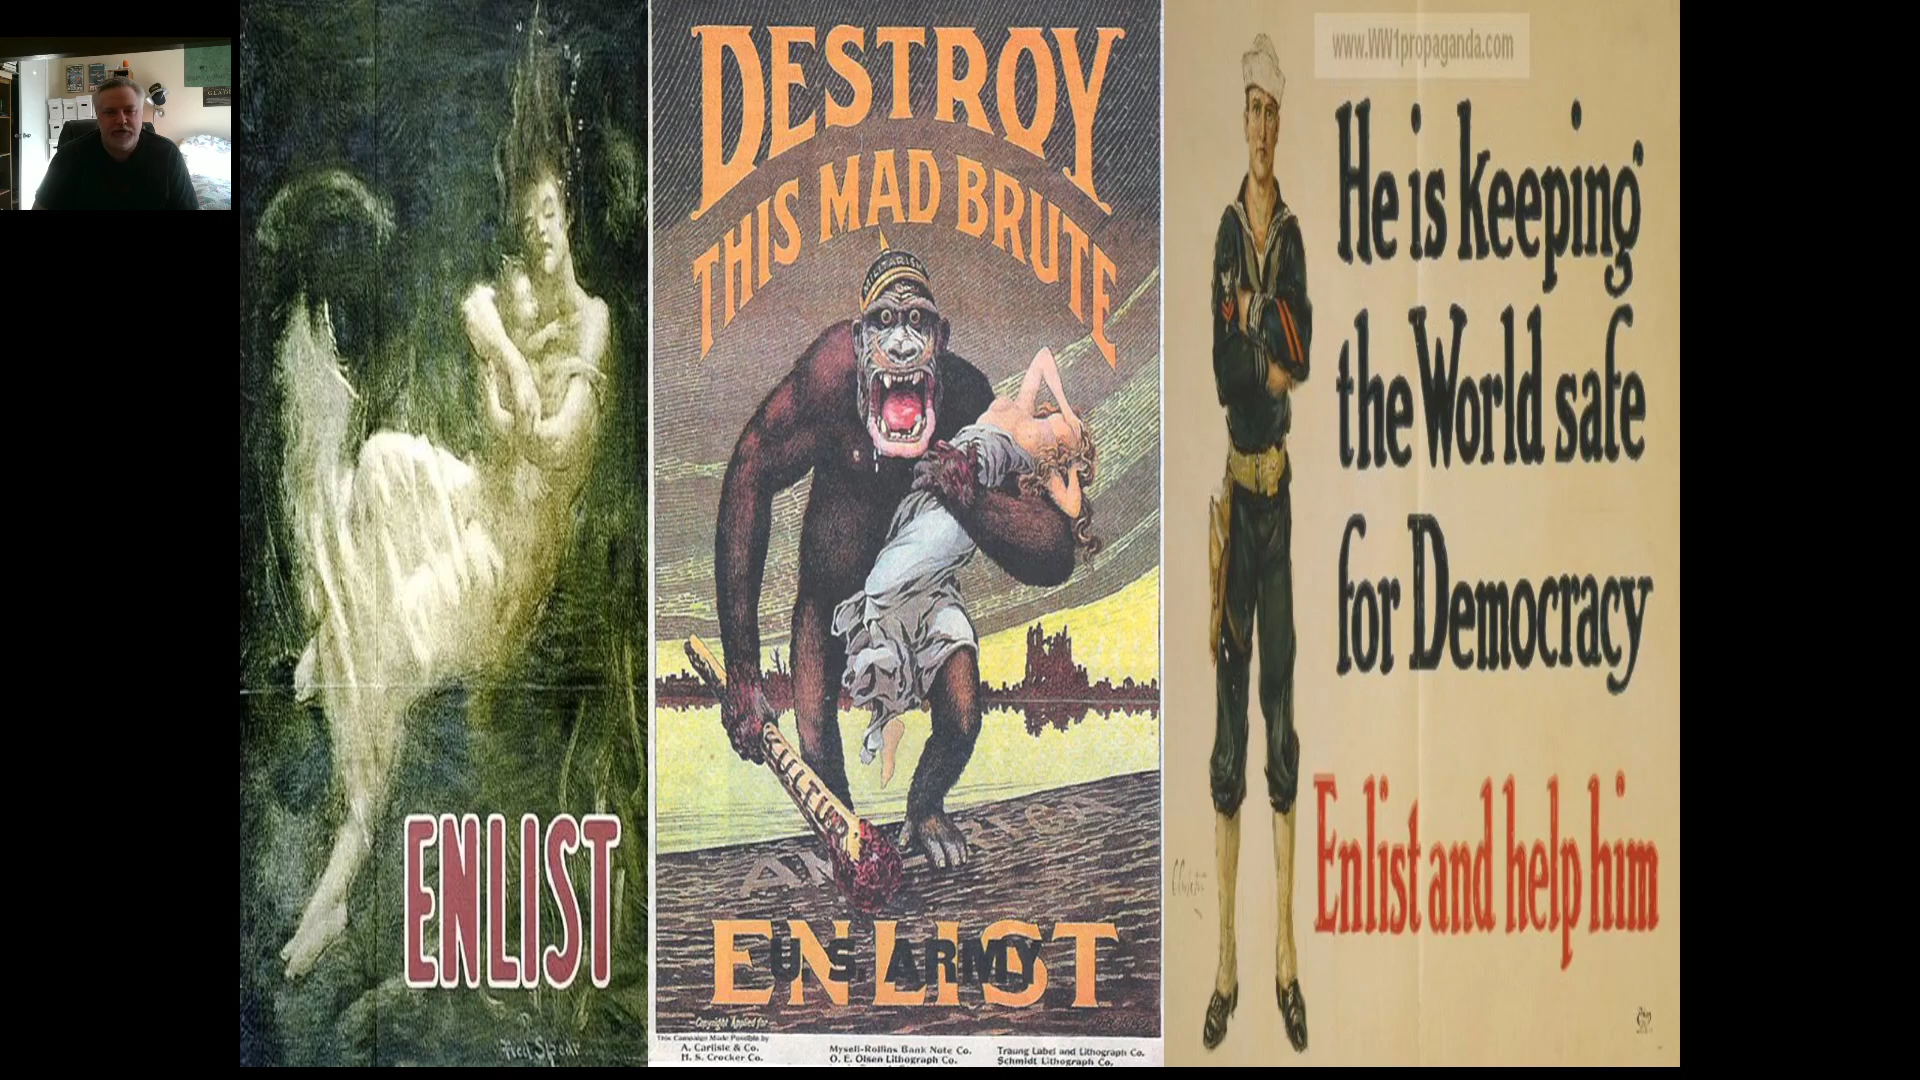 ENLIST
Fred Spear
DESTROY
THIS MAD BRUTE
MILITARISM
KULTUR
AMERICA
ENLIST
U.S. ARMY
Copyright Applied for
This Campaign Made Possible by
A. Carlisle & Co.
H. S. Crocker Co.
Mysell-Rollins Bank Note Co.
O. E. Olsen Lithograph Co.
Traung Label and Lithograph Co.
Schmidt Lithograph Co.
www.WW1propaganda.com
He is keeping
the World safe
for Democracy
Enlist and help him